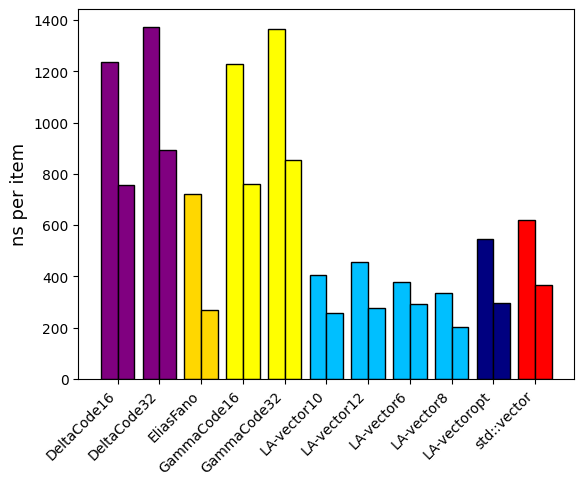 1400
1200
1000
800
600
400
200
0
ns per item
DeltaCode16
DeltaCode32
EliasFano
GammaCode16
GammaCode32
LA-vector10
LA-vector12
LA-vector6
LA-vector8
LA-vectoropt
std::vector